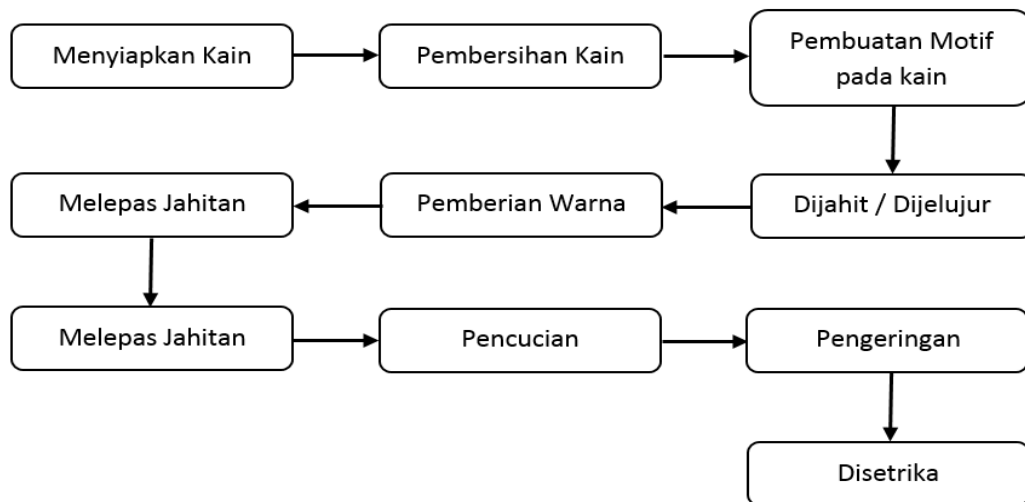 Menyiapkan Kain
Pembersihan Kain
Pembuatan Motif
pada kain
Dijahit / Dijelujur
Pemberian Warna
Melepas Jahitan
Melepas Jahitan
Pencucian
Pengeringan
Disetrika